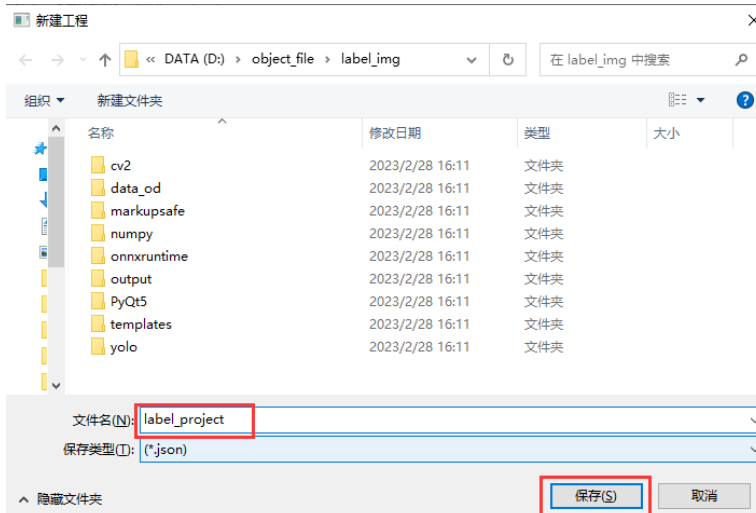 新建工程
« DATA (D:) › object_file › label_img
在 label_img 中搜索
组织 新建文件夹
名称 修改日期 类型 大小
cv2 2023/2/28 16:11 文件夹
data_od 2023/2/28 16:11 文件夹
markupsafe 2023/2/28 16:11 文件夹
numpy 2023/2/28 16:11 文件夹
onnxruntime 2023/2/28 16:11 文件夹
output 2023/2/28 16:11 文件夹
PyQt5 2023/2/28 16:11 文件夹
templates 2023/2/28 16:11 文件夹
yolo 2023/2/28 16:11 文件夹
文件名(N): label_project
保存类型(T): (*.json)
隐藏文件夹 保存(S) 取消